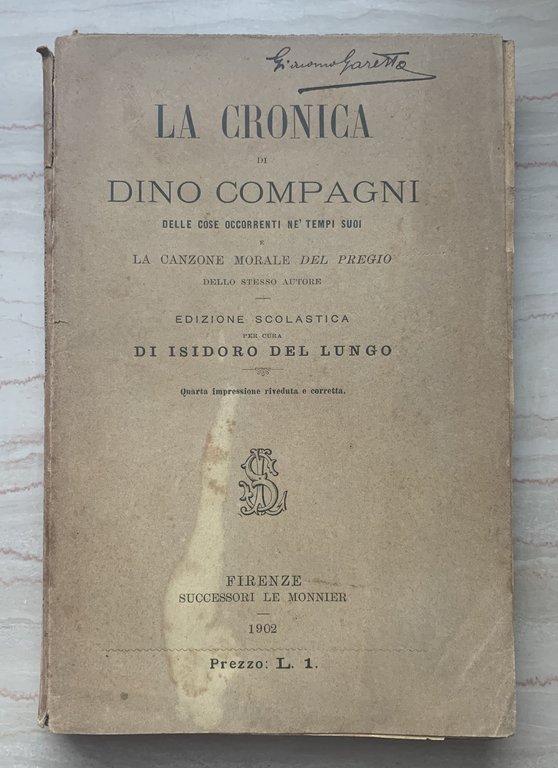 Giacomo Garetta
LA CRONICA
DI
DINO COMPAGNI
DELLE COSE OCCORRENTI NE' TEMPI SUOI
E
LA CANZONE MORALE DEL PREGIO
DELLO STESSO AUTORE
EDIZIONE SCOLASTICA
PER CURA
DI ISIDORO DEL LUNGO
Quarta impressione riveduta e corretta.
FIRENZE
SUCCESSORI LE MONNIER
1902
Prezzo: L. 1.